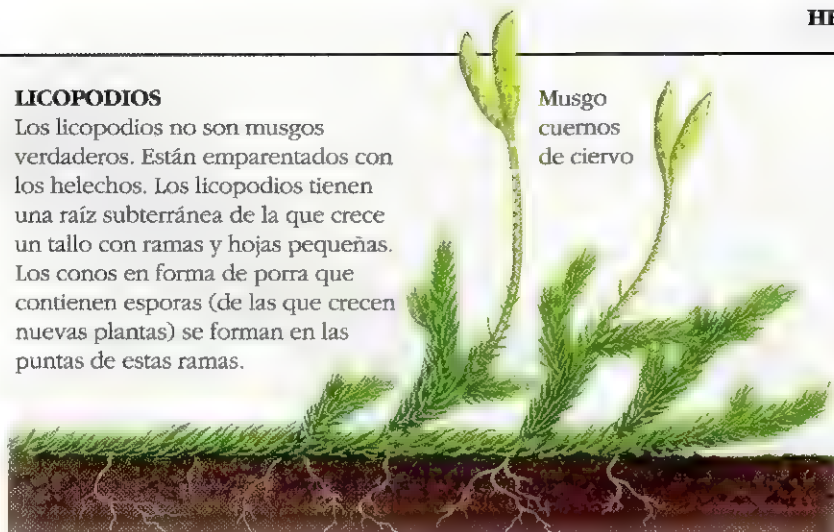 HE
LICOPODIOS
Los licopodios no son musgos
verdaderos. Están emparentados con
los helechos. Los licopodios tienen
una raíz subterránea de la que crece
un tallo con ramas y hojas pequeñas.
Los conos en forma de porra que
contienen esporas (de las que crecen
nuevas plantas) se forman en las
puntas de estas ramas.
Musgo
cuernos
de ciervo